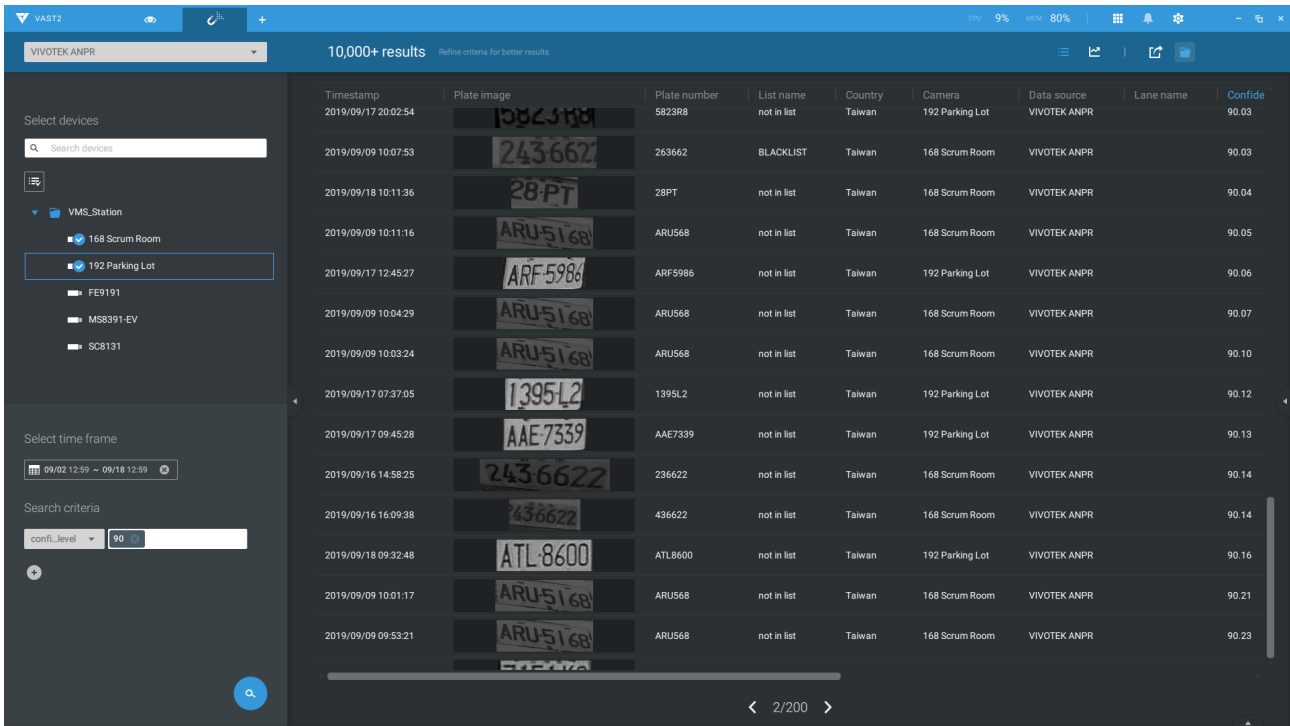 VAST2 + CPU 9% MEM 80%
VIVOTEK ANPR
10,000+ results Refine criteria for better results
Select devices
Search devices
VMS_Station
168 Scrum Room
192 Parking Lot
FE9191
MS8391-EV
SC8131
Select time frame
09/02 12:59 ~ 09/18 12:59
Search criteria
confi...level 90
Timestamp Plate image Plate number List name Country Camera Data source Lane name Confide
2019/09/17 20:02:54 5823R8 5823R8 not in list Taiwan 192 Parking Lot VIVOTEK ANPR 90.03
2019/09/09 10:07:53 243·662 263662 BLACKLIST Taiwan 168 Scrum Room VIVOTEK ANPR 90.03
2019/09/18 10:11:36 28·PT 28PT not in list Taiwan 168 Scrum Room VIVOTEK ANPR 90.04
2019/09/09 10:11:16 ARU·5168 ARU568 not in list Taiwan 168 Scrum Room VIVOTEK ANPR 90.05
2019/09/17 12:45:27 ARF·5986 ARF5986 not in list Taiwan 192 Parking Lot VIVOTEK ANPR 90.06
2019/09/09 10:04:29 ARU·5168 ARU568 not in list Taiwan 168 Scrum Room VIVOTEK ANPR 90.07
2019/09/09 10:03:24 ARU·5168 ARU568 not in list Taiwan 168 Scrum Room VIVOTEK ANPR 90.10
2019/09/17 07:37:05 1395·L2 1395L2 not in list Taiwan 192 Parking Lot VIVOTEK ANPR 90.12
2019/09/17 09:45:28 AAE·7339 AAE7339 not in list Taiwan 192 Parking Lot VIVOTEK ANPR 90.13
2019/09/16 14:58:25 243·6622 236622 not in list Taiwan 168 Scrum Room VIVOTEK ANPR 90.14
2019/09/16 16:09:38 436622 436622 not in list Taiwan 168 Scrum Room VIVOTEK ANPR 90.14
2019/09/18 09:32:48 ATL·8600 ATL8600 not in list Taiwan 192 Parking Lot VIVOTEK ANPR 90.16
2019/09/09 10:01:17 ARU·5168 ARU568 not in list Taiwan 168 Scrum Room VIVOTEK ANPR 90.21
2019/09/09 09:53:21 ARU·5168 ARU568 not in list Taiwan 168 Scrum Room VIVOTEK ANPR 90.23
2/200